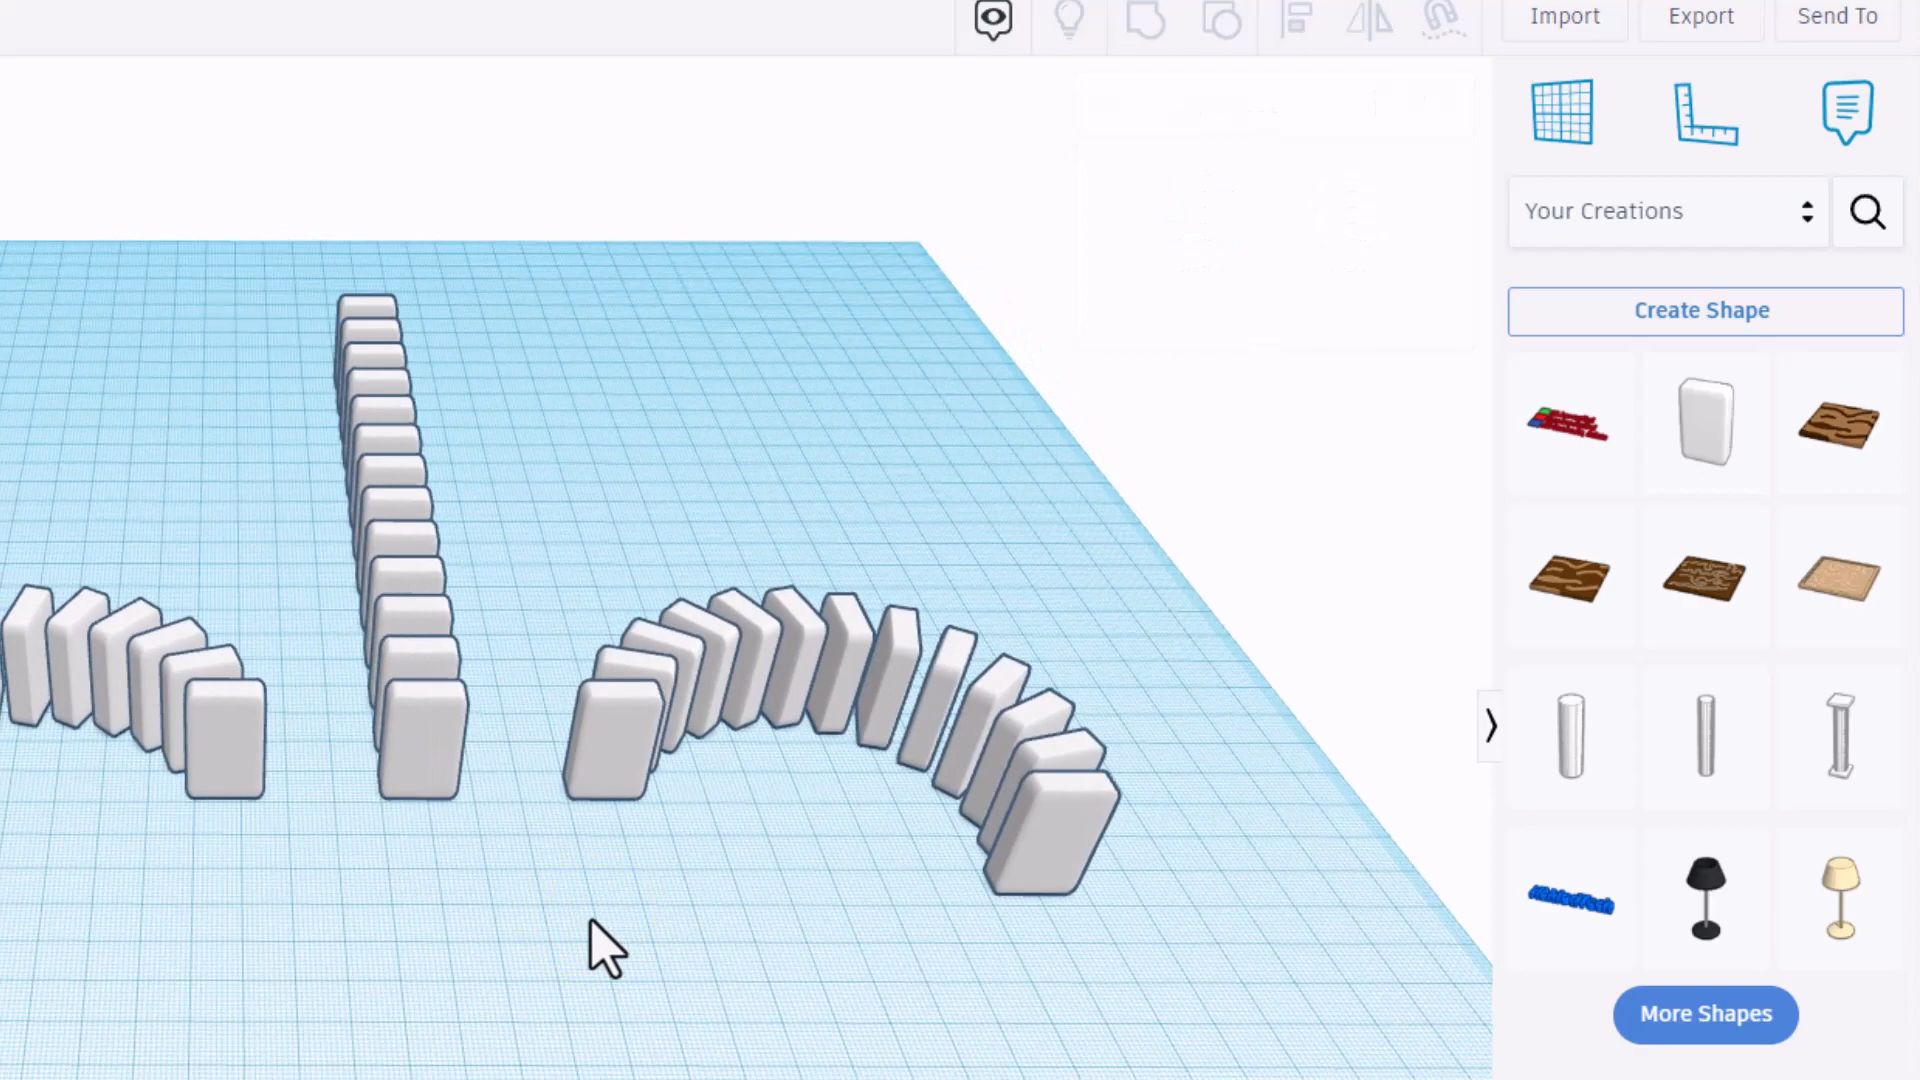 Import
Export
Send To
Your Creations
Create Shape
More Shapes